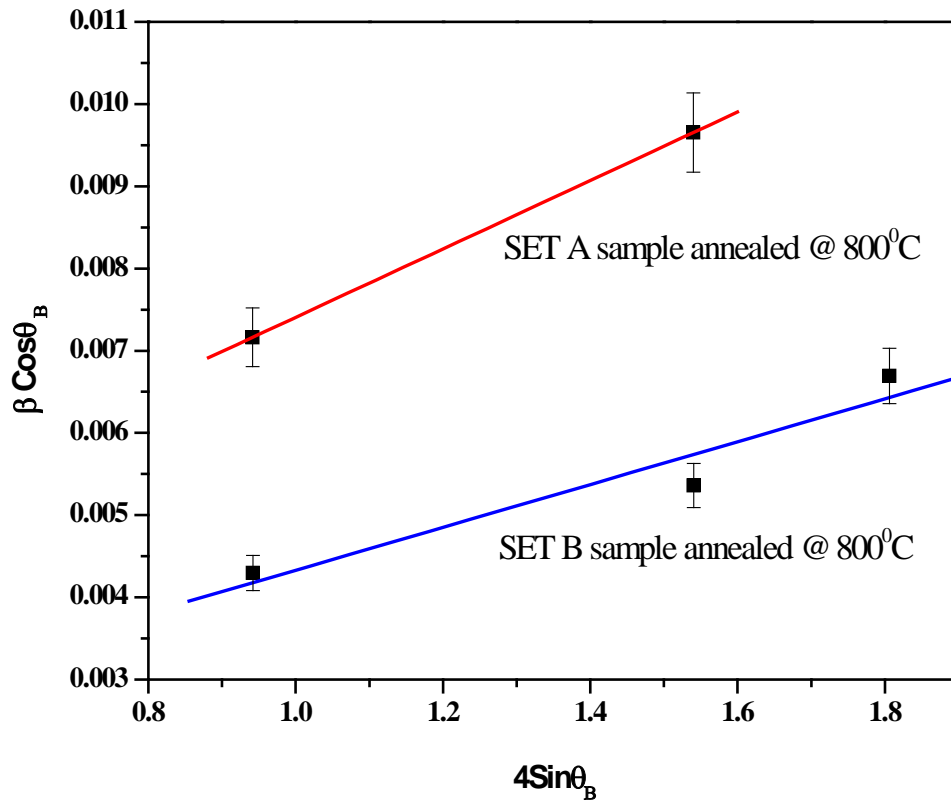 0.011
0.010
0.009
0.008
0.007
0.006
0.005
0.004
0.003
β Cosθ_B
SET A sample annealed @ 800⁰C
SET B sample annealed @ 800⁰C
0.8 1.0 1.2 1.4 1.6 1.8
4Sinθ_B